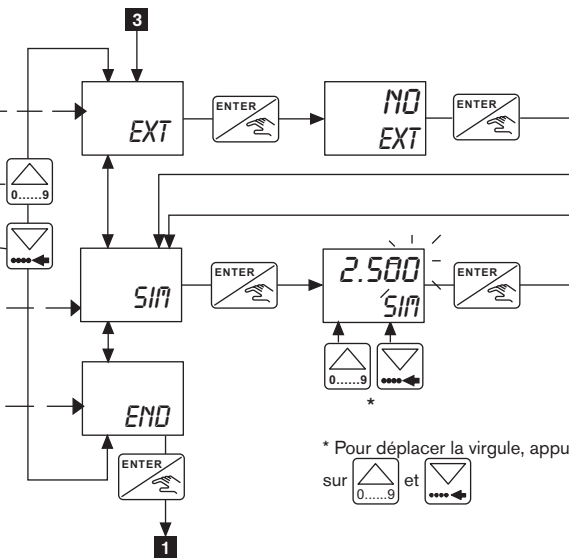 3
EXT
ENTER
NO
EXT
ENTER
0......9
SIM
ENTER
2.500
SIM
ENTER
0......9
*
END
ENTER
* Pour déplacer la virgule, appu
sur 0......9 et
1